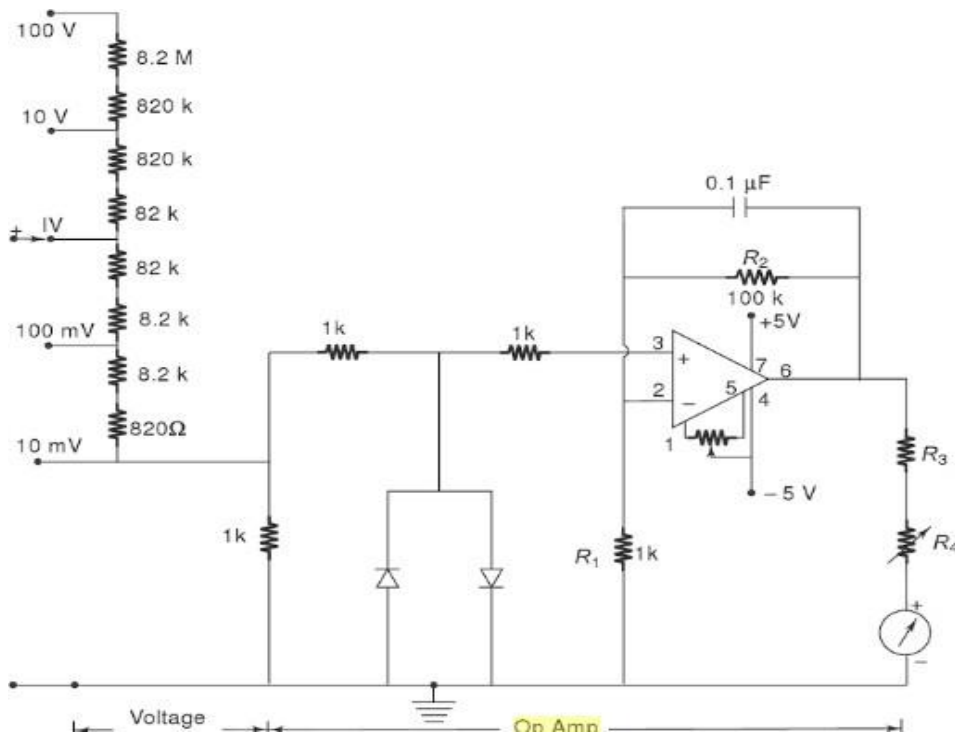 100 V
8.2 M
820 k
10 V
820 k
0.1 μF
82 k
+ IV
R2
82 k
100 k
+5V
8.2 k
1k
1k
100 mV
3
+
7
6
8.2 k
2
−
5
4
820Ω
1
10 mV
R3
− 5 V
1k
R1
1k
R4
+
−
Voltage
Op Amp